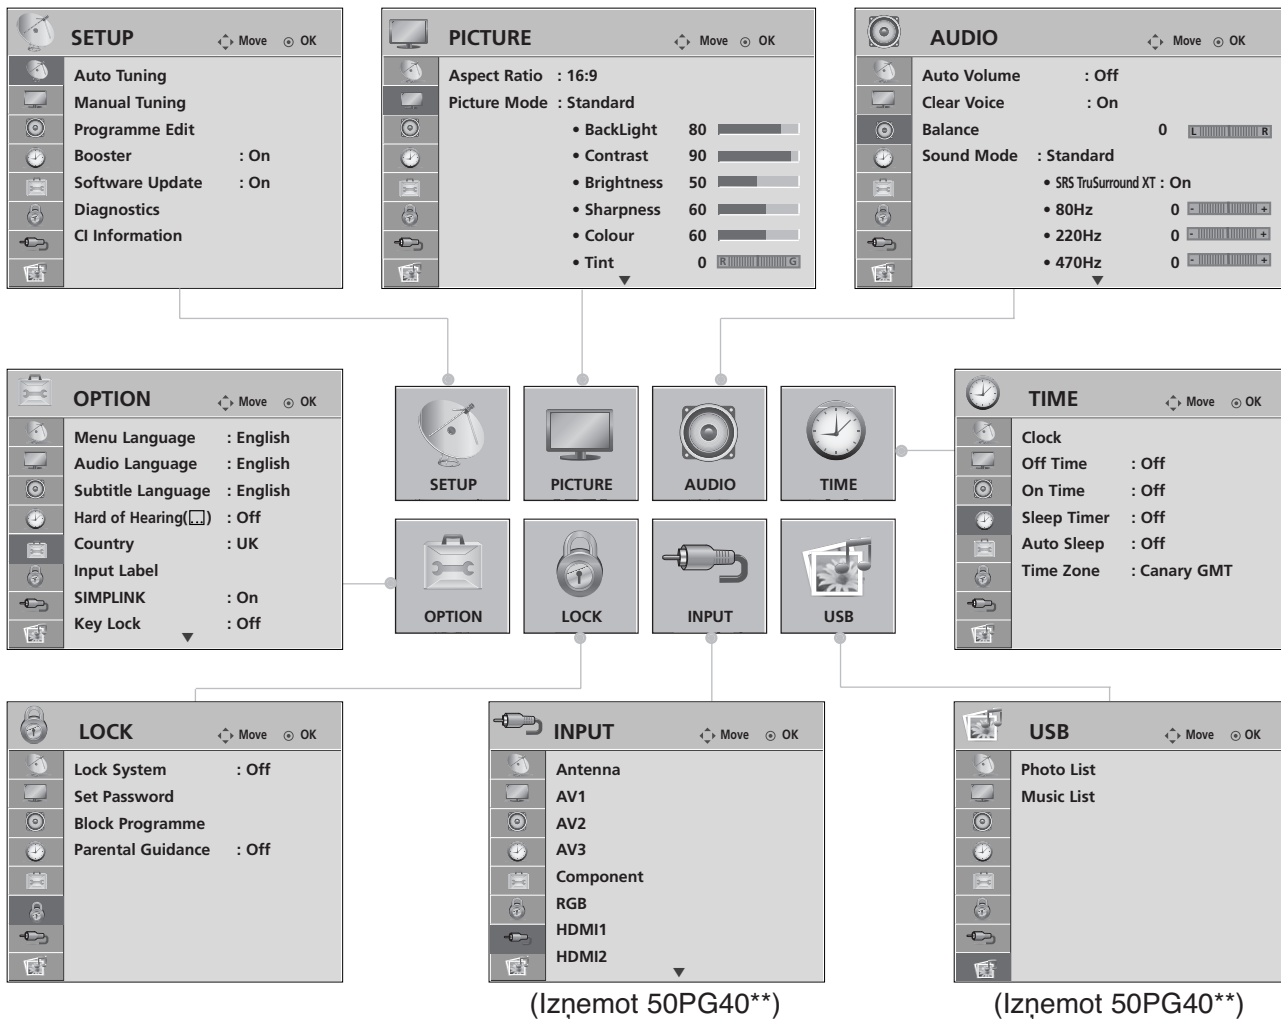 SETUP Move OK
Auto Tuning
Manual Tuning
Programme Edit
Booster : On
Software Update : On
Diagnostics
CI Information
PICTURE Move OK
Aspect Ratio : 16:9
Picture Mode : Standard
• BackLight 80
• Contrast 90
• Brightness 50
• Sharpness 60
• Colour 60
• Tint 0 R G
AUDIO Move OK
Auto Volume : Off
Clear Voice : On
Balance 0 L R
Sound Mode : Standard
• SRS TruSurround XT : On
• 80Hz 0 - +
• 220Hz 0 - +
• 470Hz 0 - +
OPTION Move OK
Menu Language : English
Audio Language : English
Subtitle Language : English
Hard of Hearing( ) : Off
Country : UK
Input Label
SIMPLINK : On
Key Lock : Off
SETUP
PICTURE
AUDIO
TIME
OPTION
LOCK
INPUT
USB
TIME Move OK
Clock
Off Time : Off
On Time : Off
Sleep Timer : Off
Auto Sleep : Off
Time Zone : Canary GMT
LOCK Move OK
Lock System : Off
Set Password
Block Programme
Parental Guidance : Off
INPUT Move OK
Antenna
AV1
AV2
AV3
Component
RGB
HDMI1
HDMI2
(Izņemot 50PG40**)
USB Move OK
Photo List
Music List
(Izņemot 50PG40**)